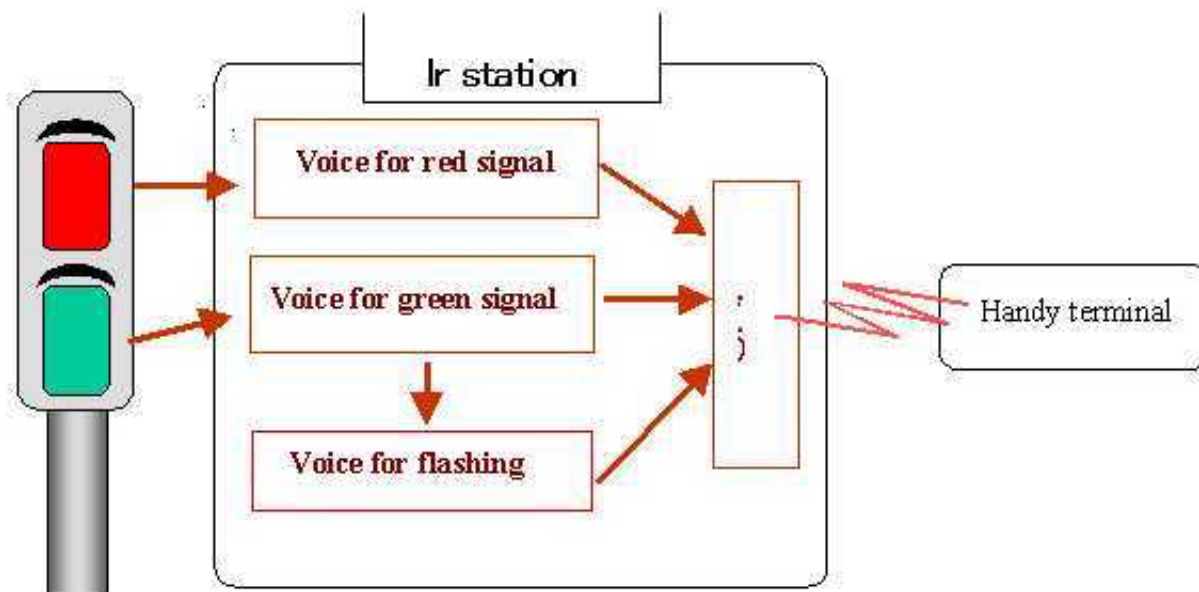 Ir station
Voice for red signal
Voice for green signal
Voice for flashing
Handy terminal